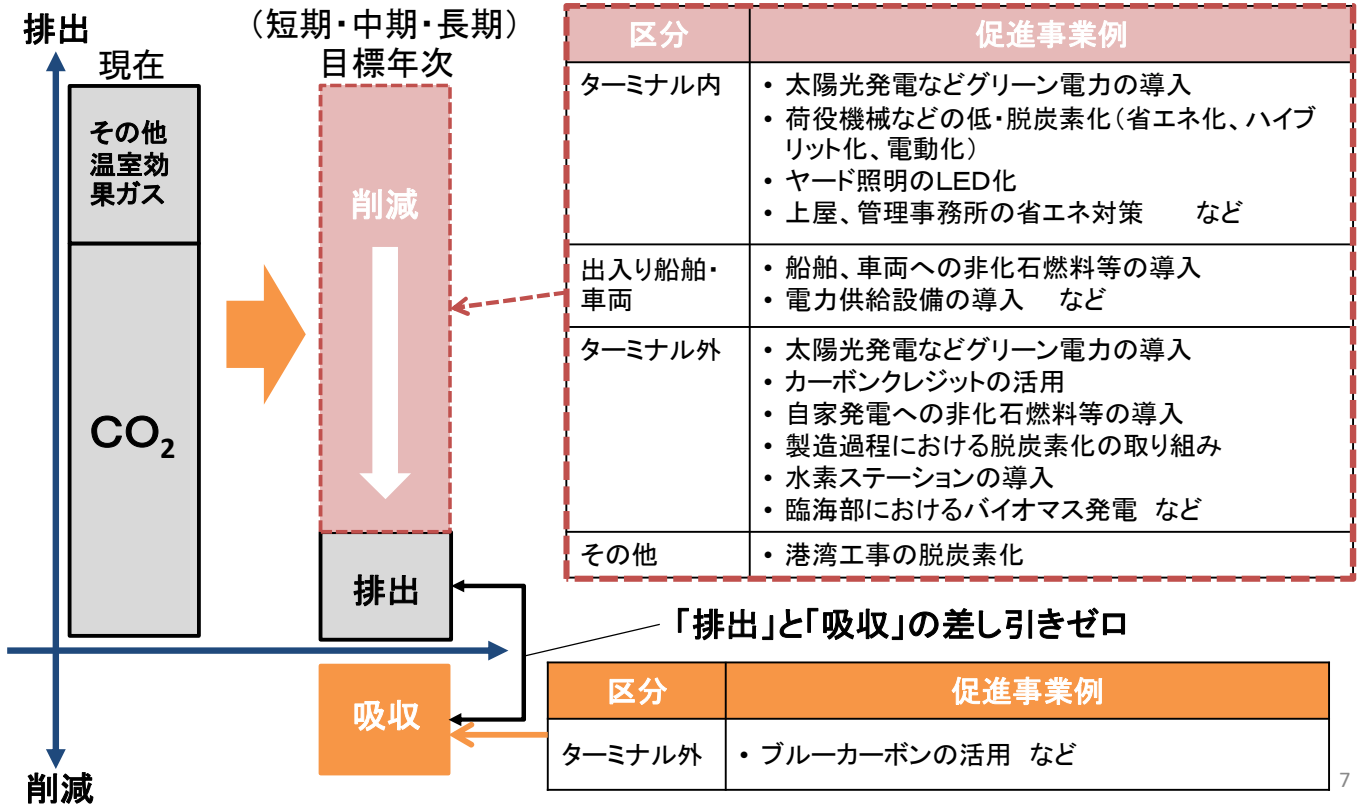 排出
現在
その他
温室効
果ガス
CO₂
削減
(短期・中期・長期)
目標年次
削減
排出
吸収
区分 促進事業例
ターミナル内
• 太陽光発電などグリーン電力の導入
• 荷役機械などの低・脱炭素化(省エネ化、ハイブ
リット化、電動化)
• ヤード照明のLED化
• 上屋、管理事務所の省エネ対策 など
出入り船舶・
車両
• 船舶、車両への非化石燃料等の導入
• 電力供給設備の導入 など
ターミナル外
• 太陽光発電などグリーン電力の導入
• カーボンクレジットの活用
• 自家発電への非化石燃料等の導入
• 製造過程における脱炭素化の取り組み
• 水素ステーションの導入
• 臨海部におけるバイオマス発電 など
その他
• 港湾工事の脱炭素化
「排出」と「吸収」の差し引きゼロ
区分 促進事業例
ターミナル外
• ブルーカーボンの活用 など
7